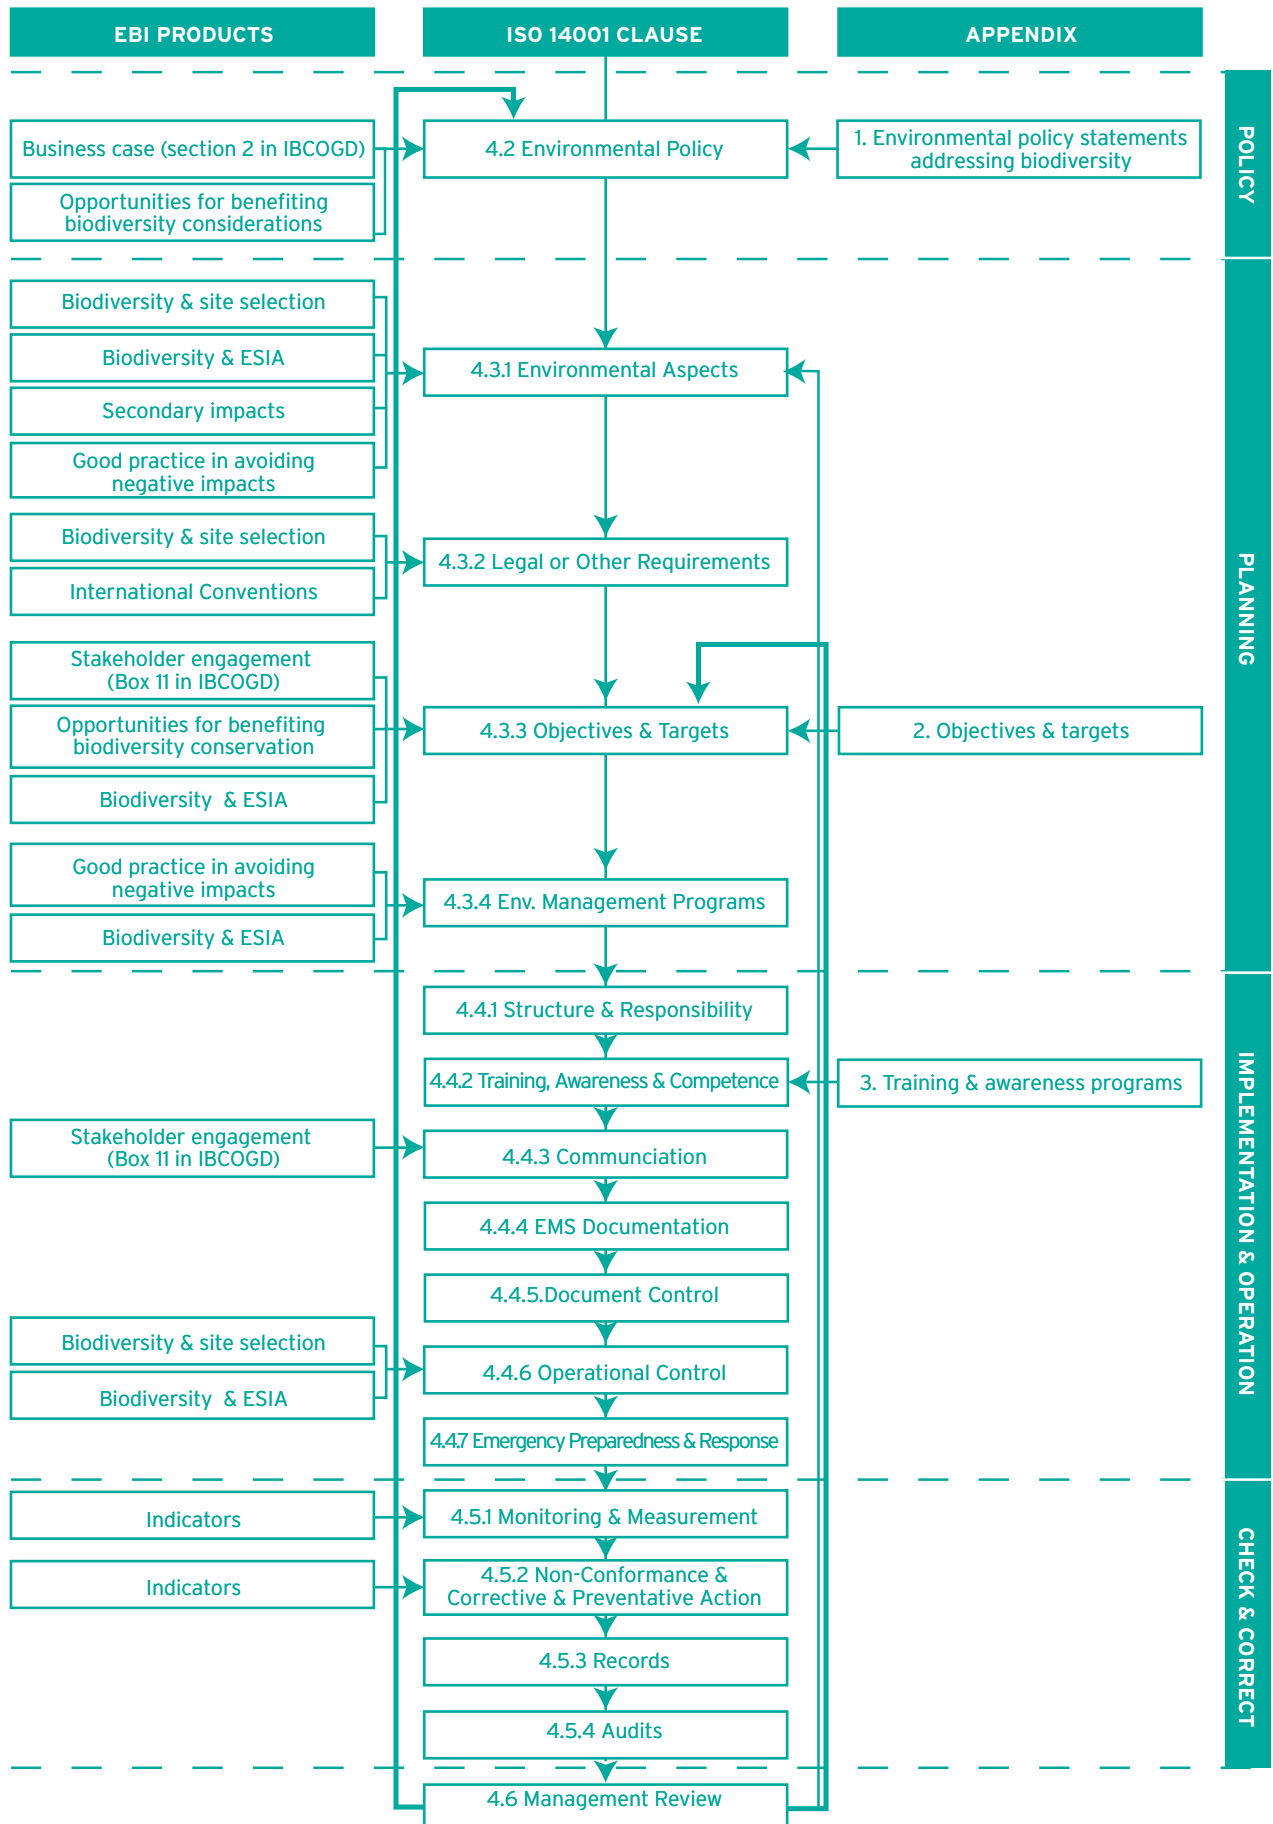 EBI PRODUCTS
ISO 14001 CLAUSE
APPENDIX
POLICY
Business case (section 2 in IBCOGD)
4.2 Environmental Policy
1. Environmental policy statements
addressing biodiversity
Opportunities for benefiting
biodiversity considerations
PLANNING
Biodiversity & site selection
Biodiversity & ESIA
4.3.1 Environmental Aspects
Secondary impacts
Good practice in avoiding
negative impacts
Biodiversity & site selection
4.3.2 Legal or Other Requirements
International Conventions
Stakeholder engagement
(Box 11 in IBCOGD)
Opportunities for benefiting
biodiversity conservation
4.3.3 Objectives & Targets
2. Objectives & targets
Biodiversity & ESIA
Good practice in avoiding
negative impacts
4.3.4 Env. Management Programs
Biodiversity & ESIA
IMPLEMENTATION & OPERATION
4.4.1 Structure & Responsibility
4.4.2 Training, Awareness & Competence
3. Training & awareness programs
Stakeholder engagement
(Box 11 in IBCOGD)
4.4.3 Communciation
4.4.4 EMS Documentation
4.4.5.Document Control
Biodiversity & site selection
4.4.6 Operational Control
Biodiversity & ESIA
4.4.7 Emergency Preparedness & Response
CHECK & CORRECT
Indicators
4.5.1 Monitoring & Measurement
Indicators
4.5.2 Non-Conformance &
Corrective & Preventative Action
4.5.3 Records
4.5.4 Audits
4.6 Management Review